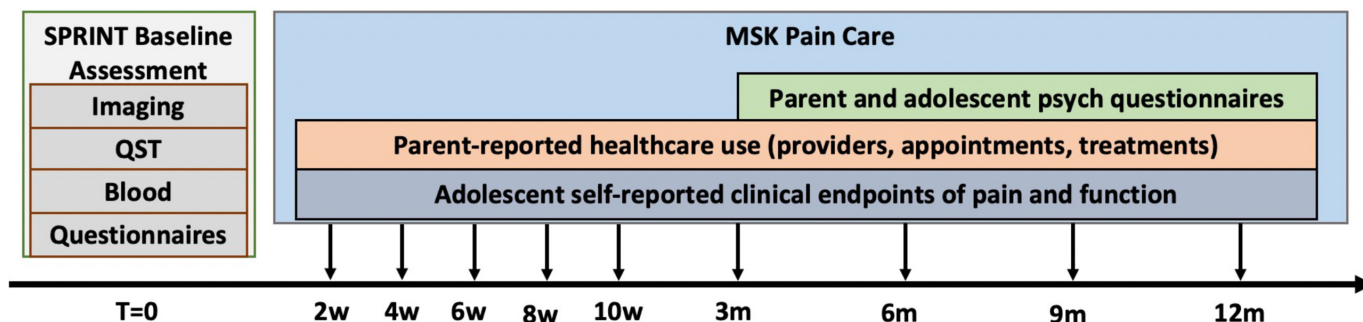 SPRINT Baseline
Assessment
Imaging
QST
Blood
Questionnaires
MSK Pain Care
Parent and adolescent psych questionnaires
Parent-reported healthcare use (providers, appointments, treatments)
Adolescent self-reported clinical endpoints of pain and function
T=0 2w 4w 6w 8w 10w 3m 6m 9m 12m